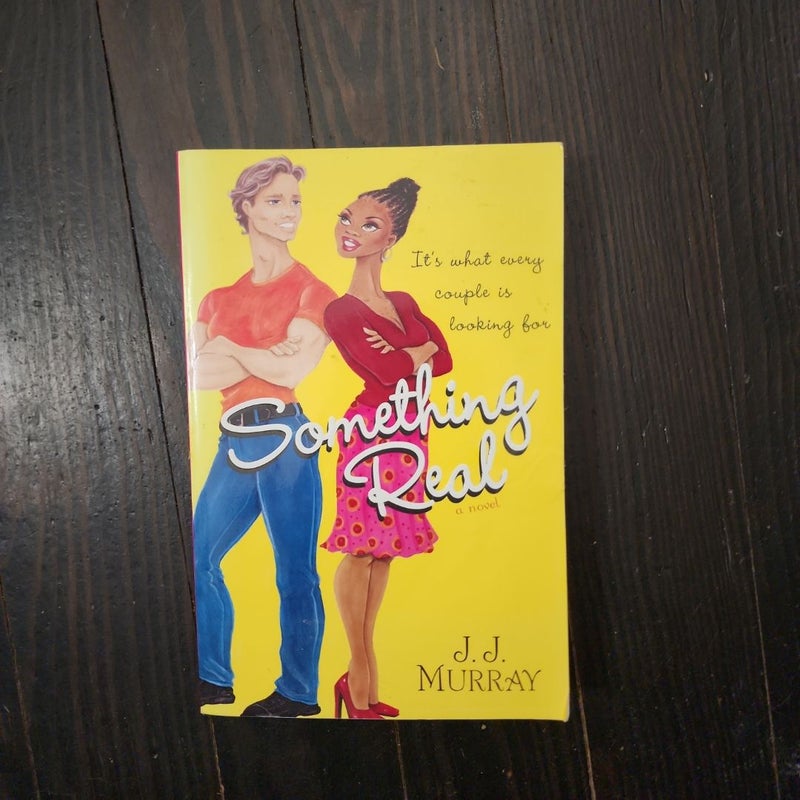 It's what every
couple is
looking for
Something
Real
a novel
J. J.
MURRAY